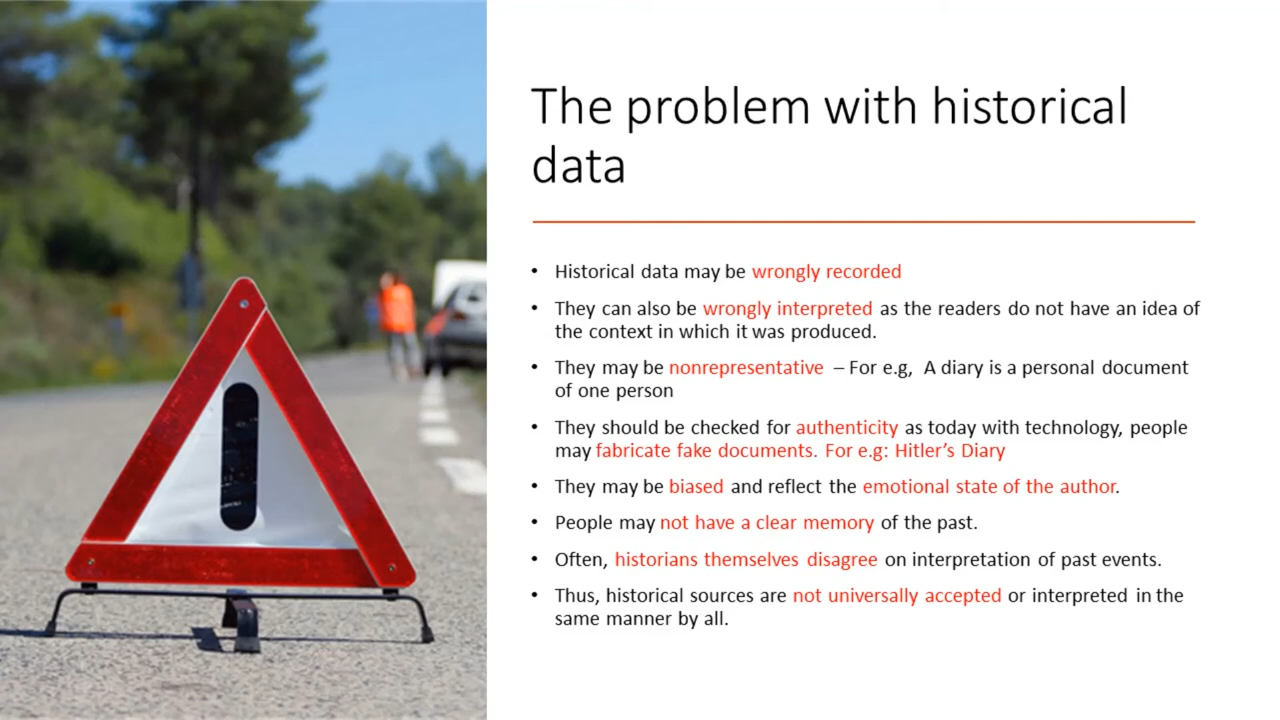 The problem with historical
data
• Historical data may be wrongly recorded
• They can also be wrongly interpreted as the readers do not have an idea of
the context in which it was produced.
• They may be nonrepresentative – For e.g, A diary is a personal document
of one person
• They should be checked for authenticity as today with technology, people
may fabricate fake documents. For e.g: Hitler’s Diary
• They may be biased and reflect the emotional state of the author.
• People may not have a clear memory of the past.
• Often, historians themselves disagree on interpretation of past events.
• Thus, historical sources are not universally accepted or interpreted in the
same manner by all.